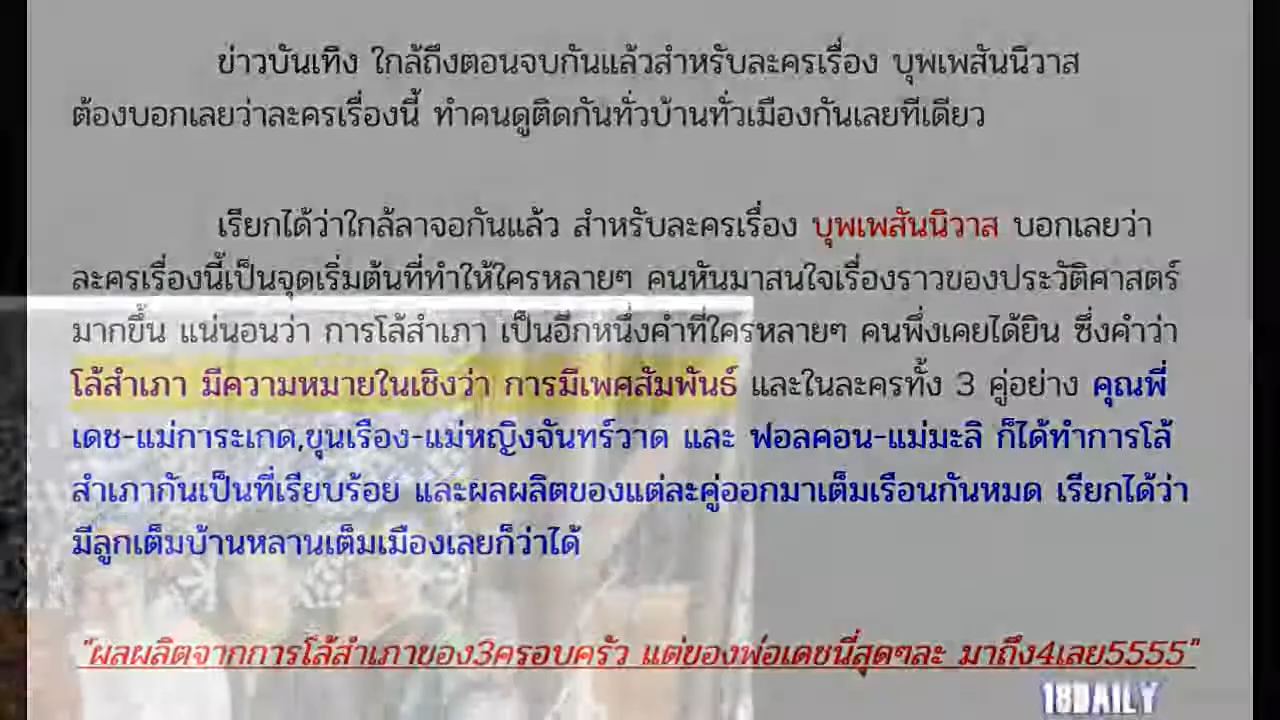 ข่าวบันเทิง ใกล้ถึงตอนจบกันแล้วสำหรับละครเรื่อง บุพเพสันนิวาส
ต้องบอกเลยว่าละครเรื่องนี้ ทำคนดูติดกันทั่วบ้านทั่วเมืองกันเลยทีเดียว
เรียกได้ว่าใกล้ลาจอกันแล้ว สำหรับละครเรื่อง บุพเพสันนิวาส บอกเลยว่า
ละครเรื่องนี้เป็นจุดเริ่มต้นที่ทำให้ใครหลายๆ คนหันมาสนใจเรื่องราวของประวัติศาสตร์
มากขึ้น แน่นอนว่า การโล้สำเภา เป็นอีกหนึ่งคำที่ใครหลายๆ คนพึ่งเคยได้ยิน ซึ่งคำว่า
โล้สำเภา มีความหมายในเชิงว่า การมีเพศสัมพันธ์ และในละครทั้ง 3 คู่อย่าง คุณพี่
เดช-แม่การะเกด,ขุนเรือง-แม่หญิงจันทร์วาด และ ฟอลคอน-แม่มะลิ ก็ได้ทำการโล้
สำเภากันเป็นที่เรียบร้อย และผลผลิตของแต่ละคู่ออกมาเต็มเรือนกันหมด เรียกได้ว่า
มีลูกเต็มบ้านหลานเต็มเมืองเลยก็ว่าได้
"ผลผลิตจากการโล้สำเภาของ3ครอบครัว แต่ของพ่อเดชนี่สุดๆละ มาถึง4เลย5555"
18DAILY